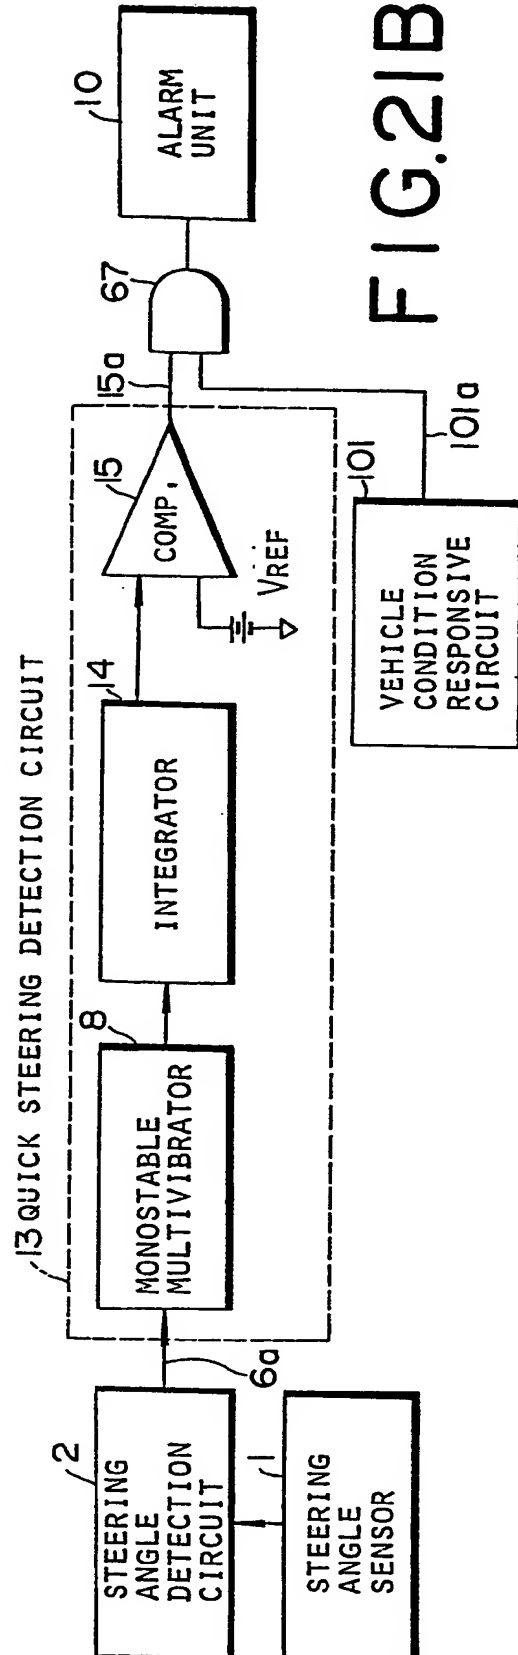 13 QUICK STEERING DETECTION CIRCUIT
2
STEERING
ANGLE
DETECTION
CIRCUIT
1
STEERING
ANGLE
SENSOR
6a
8
MONOSTABLE
MULTIVIBRATOR
14
INTEGRATOR
15
COMP.
VREF
15a
67
10
ALARM
UNIT
101
VEHICLE
CONDITION
RESPONSIVE
CIRCUIT
101a
FIG.21B